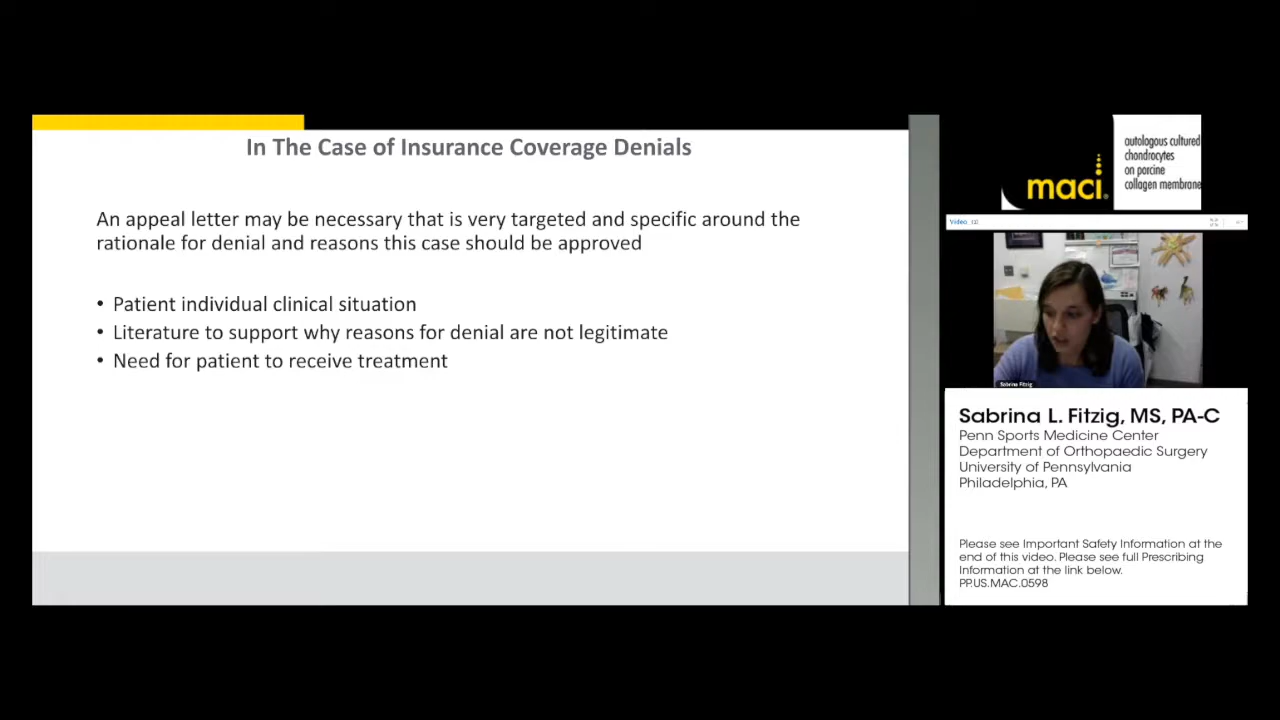 In The Case of Insurance Coverage Denials
An appeal letter may be necessary that is very targeted and specific around the
rationale for denial and reasons this case should be approved
• Patient individual clinical situation
• Literature to support why reasons for denial are not legitimate
• Need for patient to receive treatment
maci®
autologous cultured
chondrocytes
on porcine
collagen membrane
Video
Sabrina Fitzig
Sabrina L. Fitzig, MS, PA-C
Penn Sports Medicine Center
Department of Orthopaedic Surgery
University of Pennsylvania
Philadelphia, PA
Please see Important Safety Information at the
end of this video. Please see full Prescribing
Information at the link below.
PP.US.MAC.0598